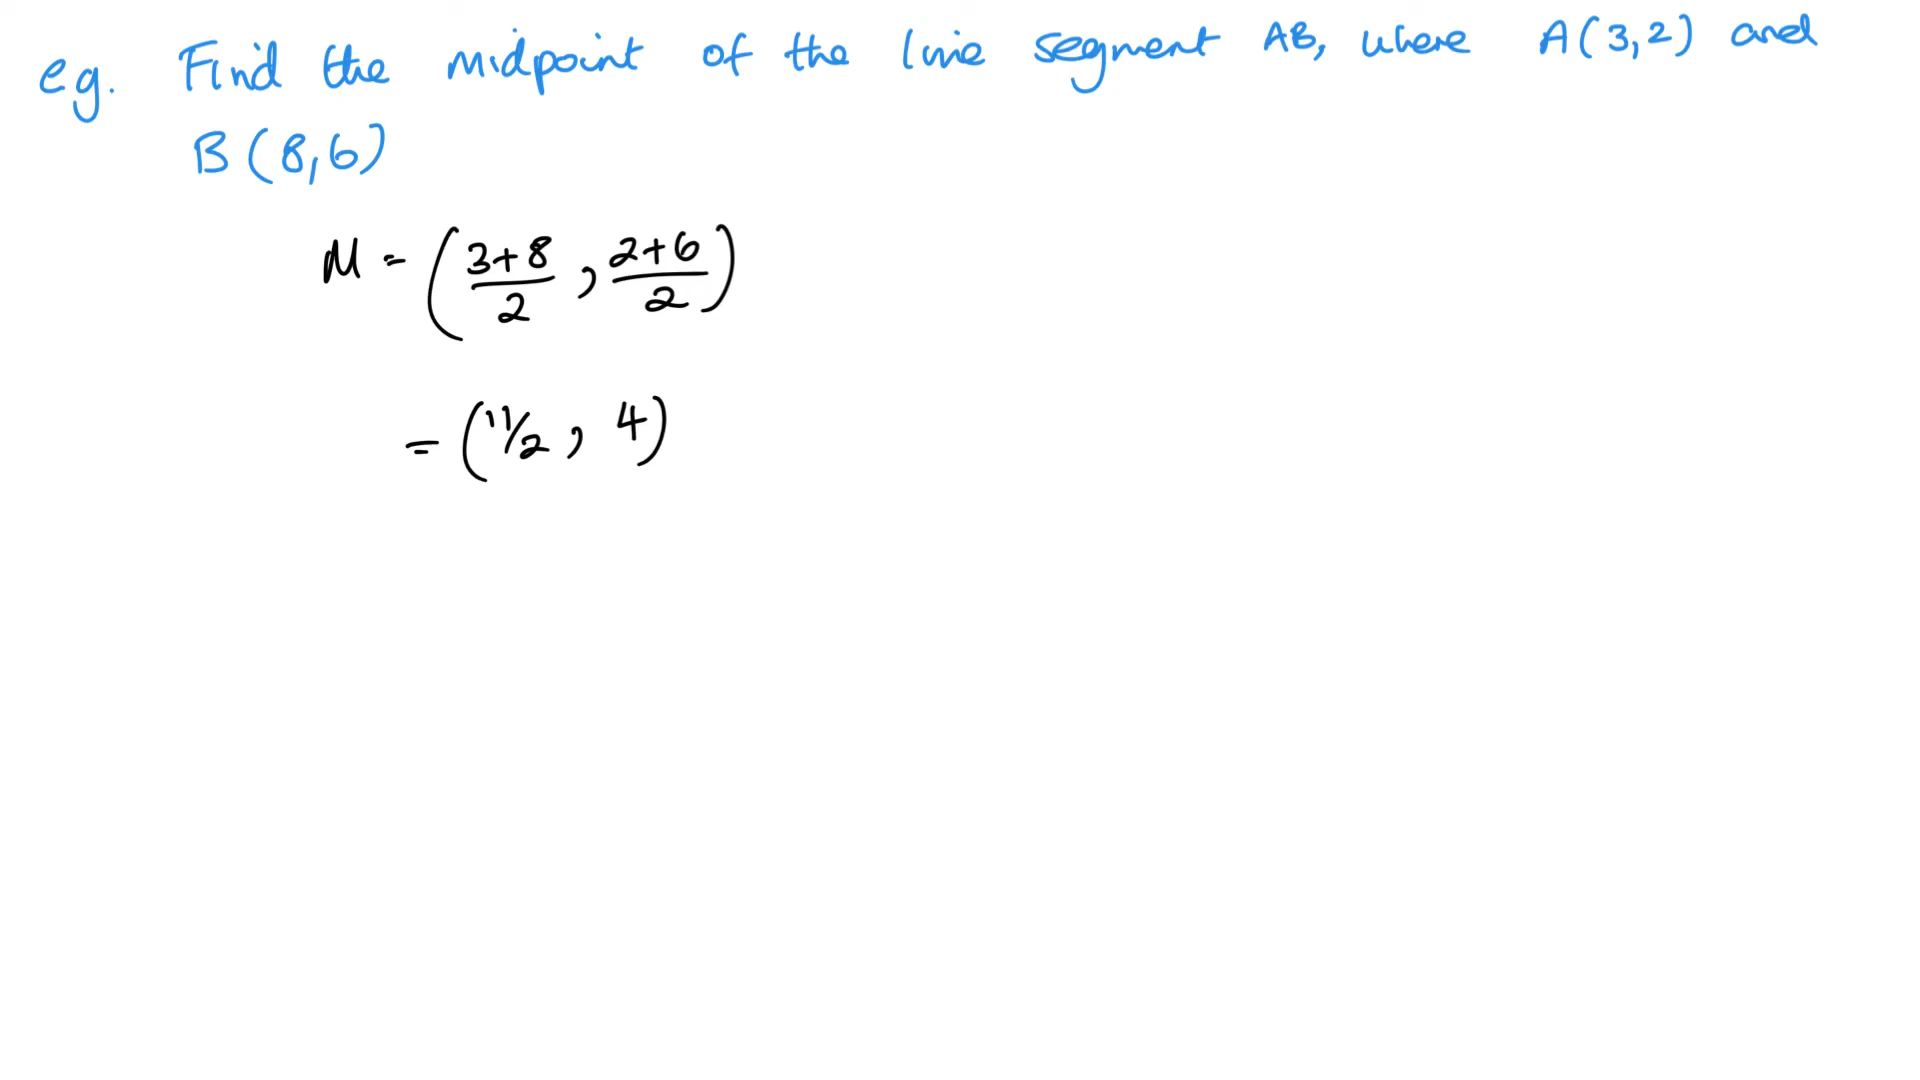 eg. Find the midpoint of the line segment AB, where A(3,2) and
B(8,6)
M = (3+8/2, 2+6/2)
= (11/2, 4)